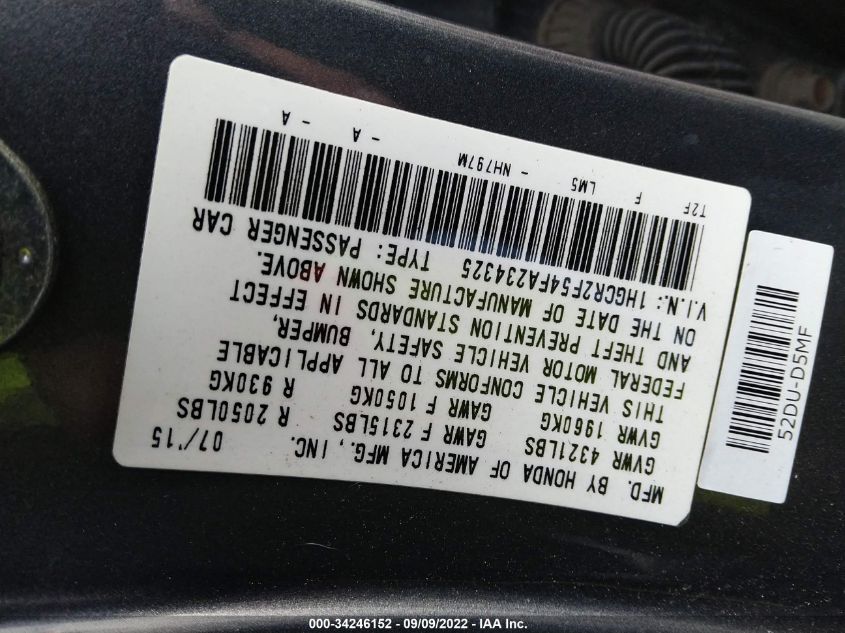 MFD. BY HONDA OF AMERICA MFG., INC. 07/'15
GVWR 4321LBS GAWR F 2315LBS R 2050LBS
GVWR 1960KG GAWR F 1050KG R 930KG
THIS VEHICLE CONFORMS TO ALL APPLICABLE
FEDERAL MOTOR VEHICLE SAFETY, BUMPER,
AND THEFT PREVENTION STANDARDS IN EFFECT
ON THE DATE OF MANUFACTURE SHOWN ABOVE.
V.I.N.: 1HGCR2F54FA234325 TYPE: PASSENGER CAR
T2F F LM5 - NH797M - A - A
52DU-D5MF
000-34246152 - 09/09/2022 - IAA Inc.